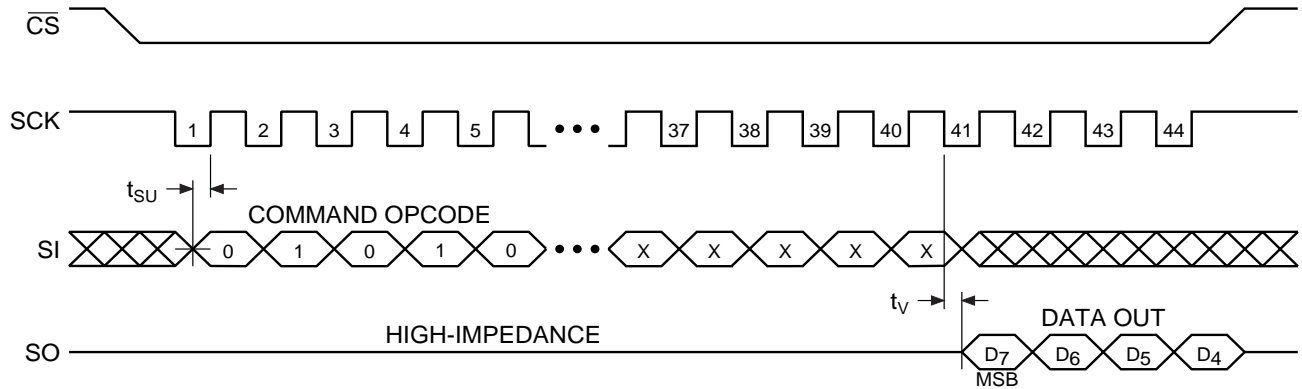 CS
SCK 1 2 3 4 5 ••• 37 38 39 40 41 42 43 44
tSU
COMMAND OPCODE
SI 0 1 0 1 0 ••• X X X X X
tV
HIGH-IMPEDANCE DATA OUT
SO D7 D6 D5 D4
MSB